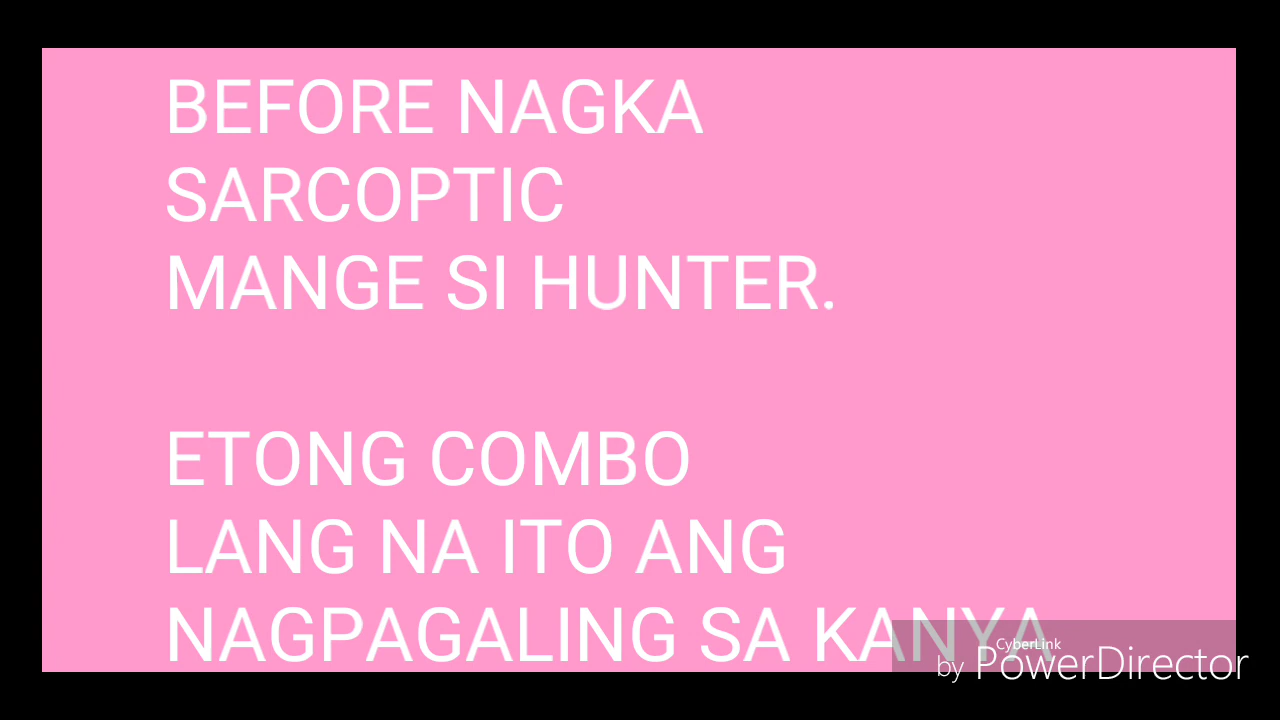 BEFORE NAGKA
SARCOPTIC
MANGE SI HUNTER.
ETONG COMBO
LANG NA ITO ANG
NAGPAGALING SA KANYA
CyberLink
by PowerDirector